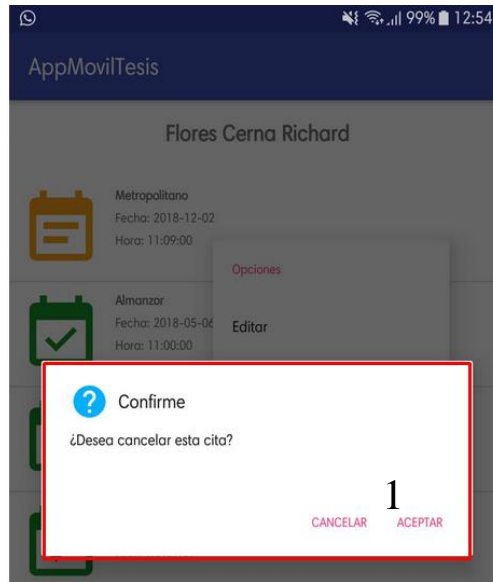 99% 12:54
AppMovilTesis
Flores Cerna Richard
Metropolitano
Fecha: 2018-12-02
Hora: 11:09:00
Opciones
Almanzor
Fecha: 2018-05-06
Editar
Hora: 11:00:00
Confirme
¿Desea cancelar esta cita?
1
CANCELAR ACEPTAR